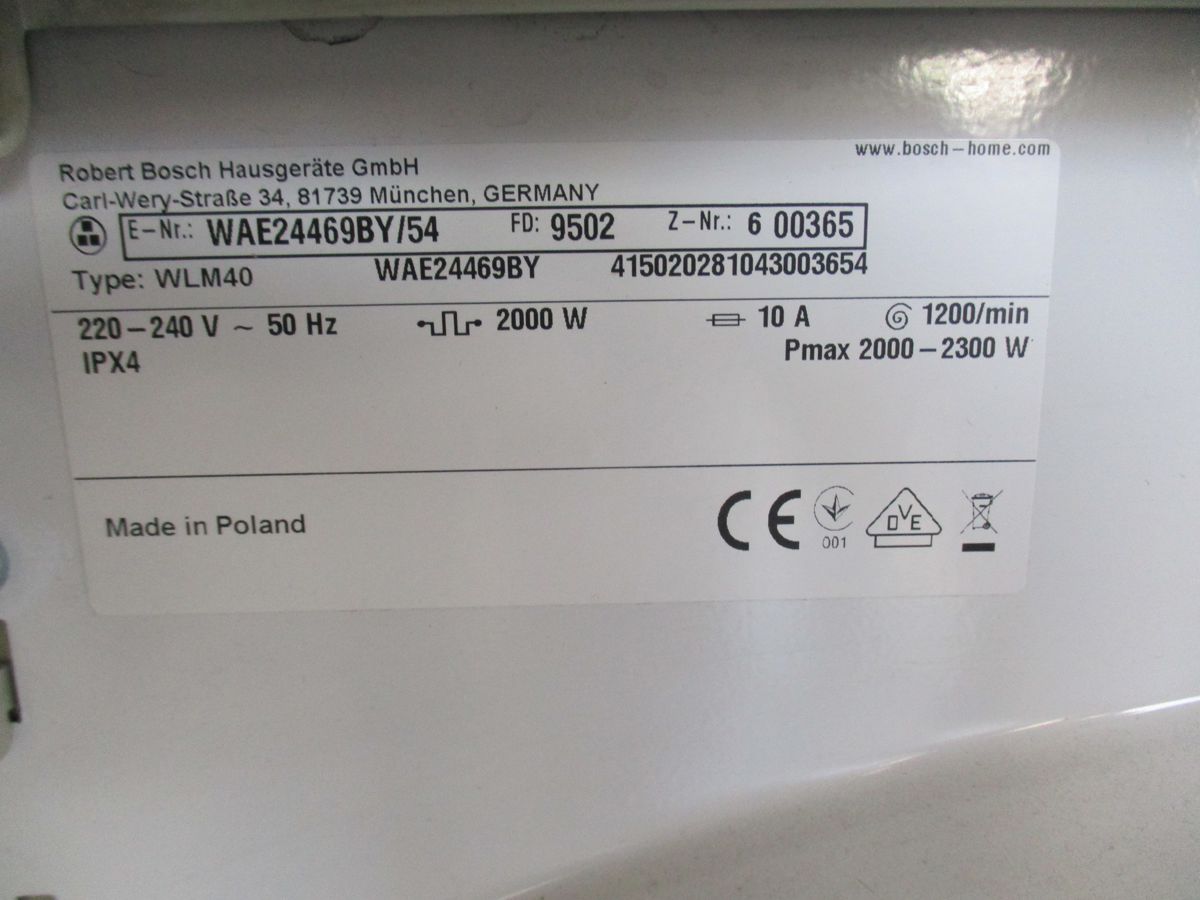 www.bosch-home.com
Robert Bosch Hausgeräte GmbH
Carl-Wery-Straße 34, 81739 München, GERMANY
E-Nr.: WAE24469BY/54 FD: 9502 Z-Nr.: 6 00365
Type: WLM40 WAE24469BY 415020281043003654
220-240 V ~ 50 Hz 2000 W 10 A 1200/min
IPX4 Pmax 2000-2300 W
Made in Poland CE 001 DVE